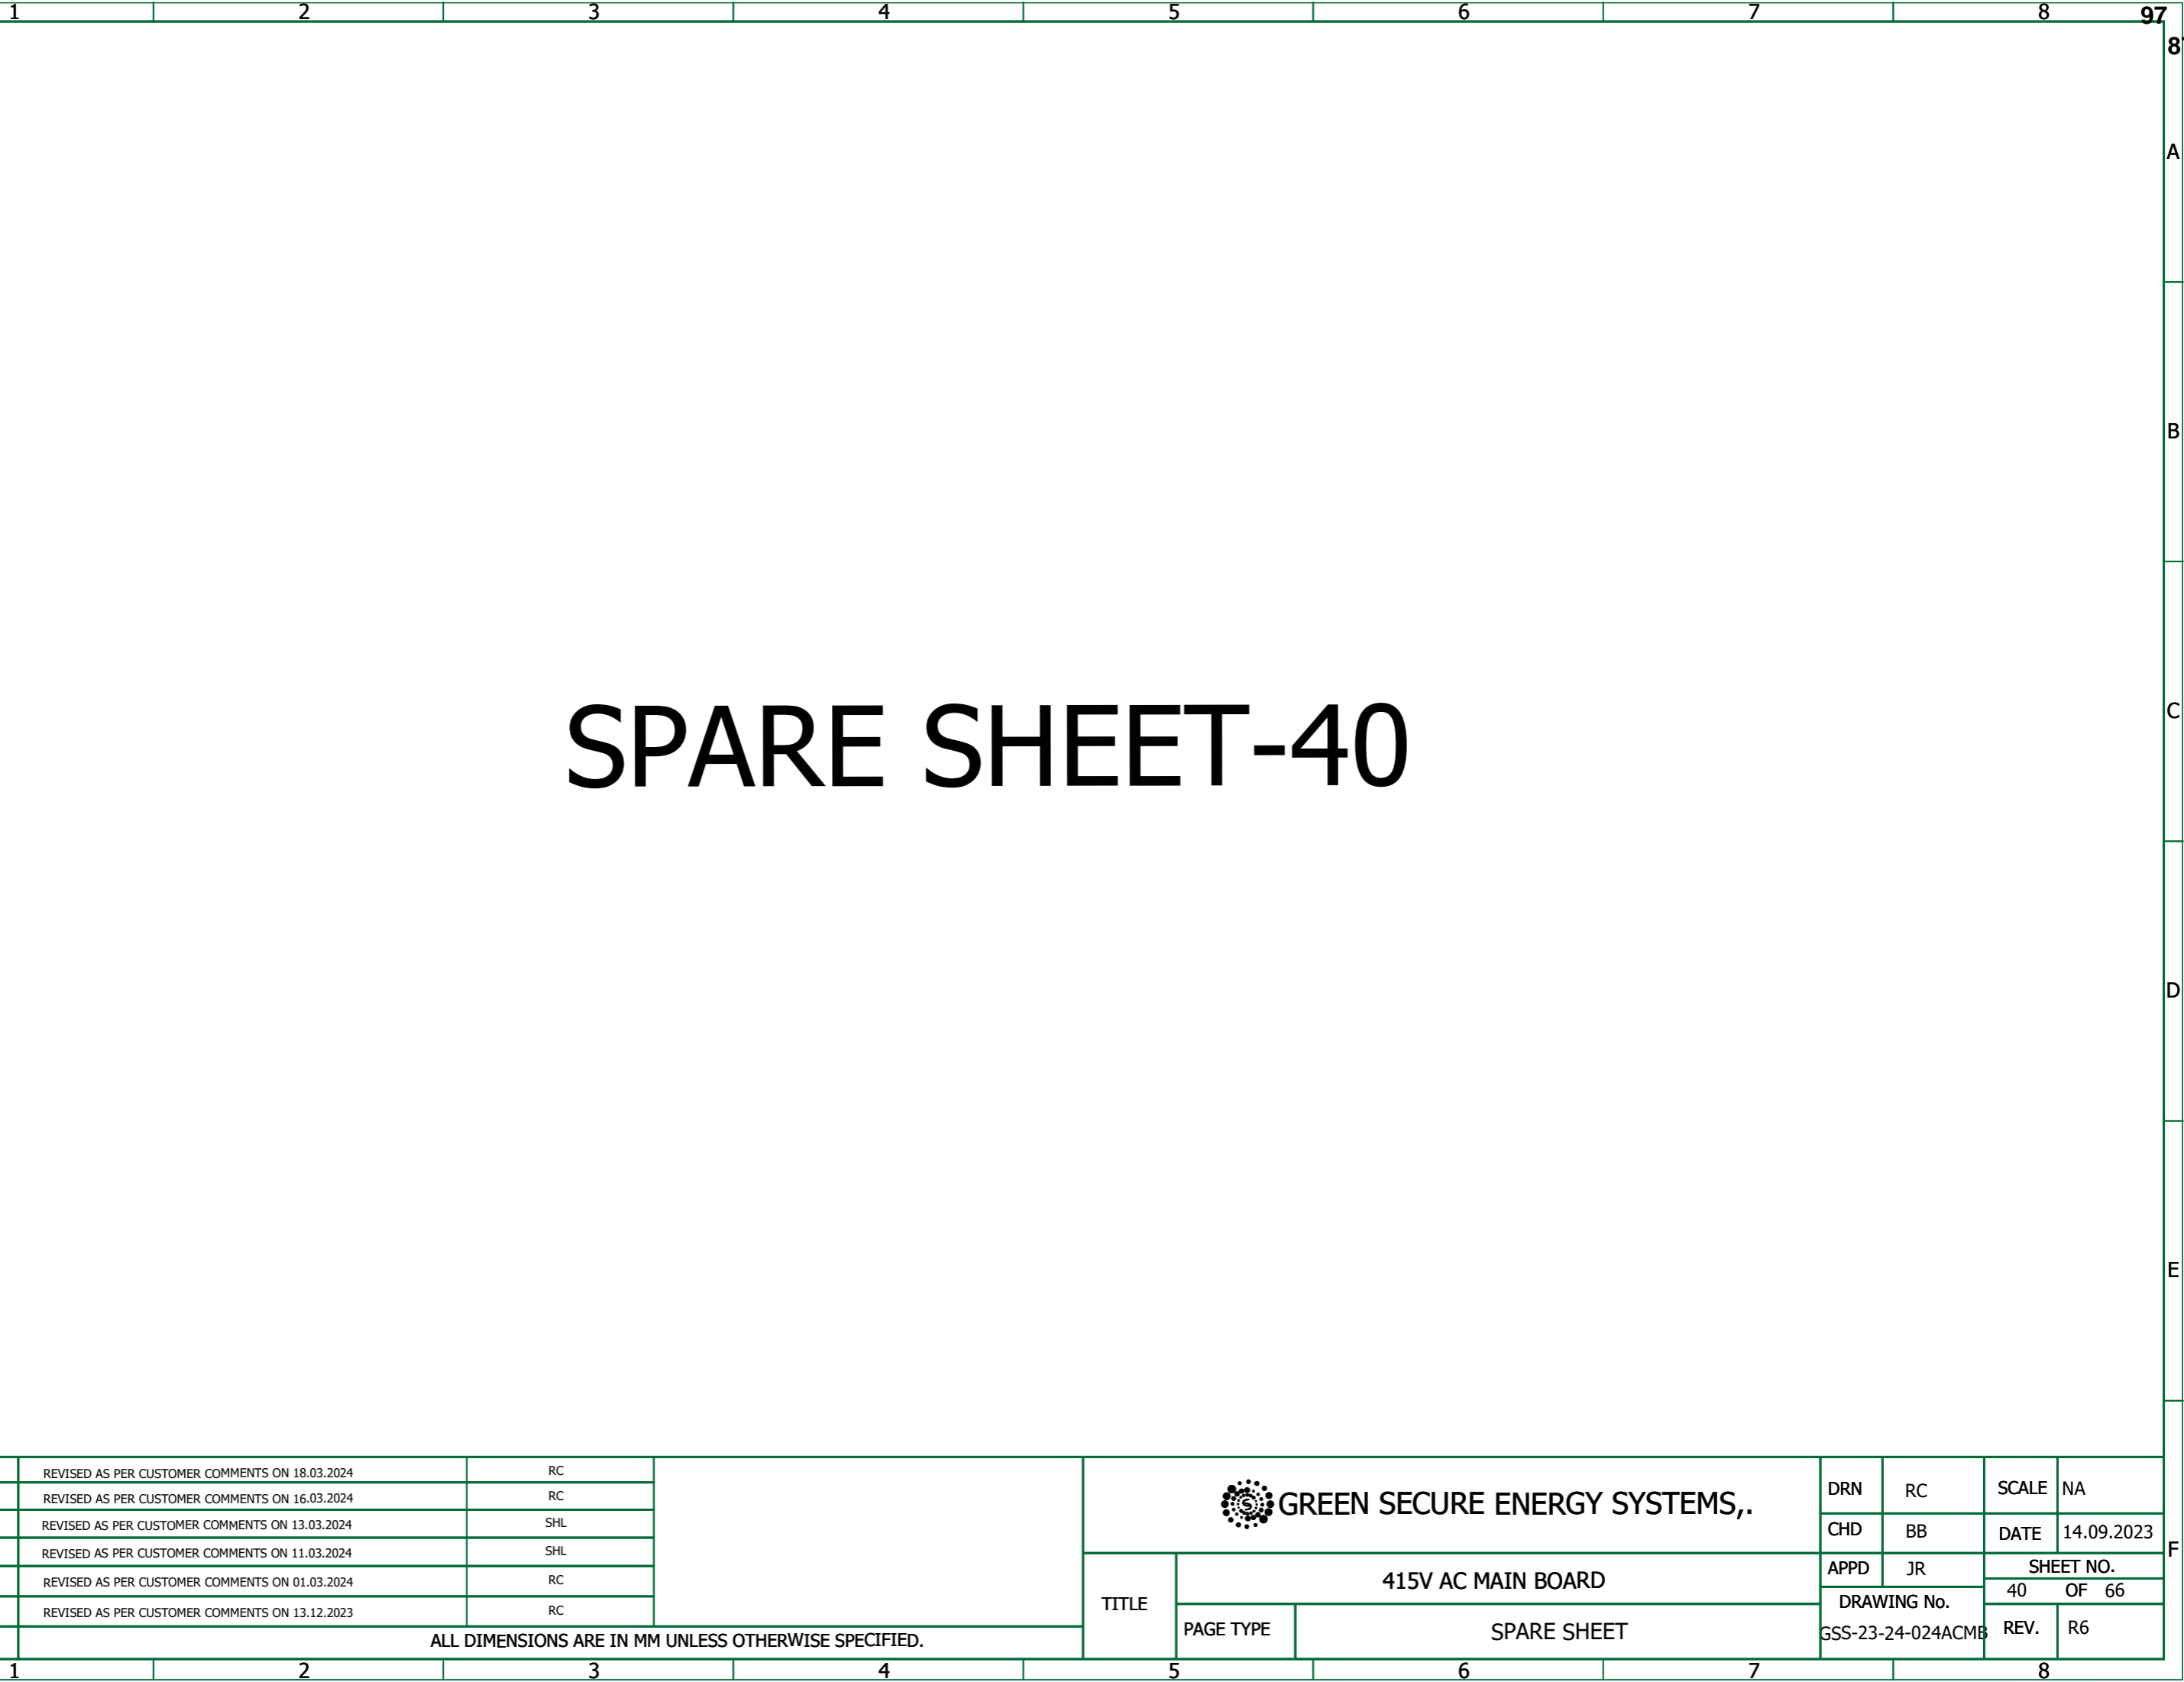 1 2 3 4 5 6 7 8 97
8
A
B
C
SPARE SHEET-40
D
E
F
REVISED AS PER CUSTOMER COMMENTS ON 18.03.2024 RC
REVISED AS PER CUSTOMER COMMENTS ON 16.03.2024 RC
REVISED AS PER CUSTOMER COMMENTS ON 13.03.2024 SHL
REVISED AS PER CUSTOMER COMMENTS ON 11.03.2024 SHL
REVISED AS PER CUSTOMER COMMENTS ON 01.03.2024 RC
REVISED AS PER CUSTOMER COMMENTS ON 13.12.2023 RC
ALL DIMENSIONS ARE IN MM UNLESS OTHERWISE SPECIFIED.
S GREEN SECURE ENERGY SYSTEMS,.
TITLE
415V AC MAIN BOARD
PAGE TYPE SPARE SHEET
DRN RC SCALE NA
CHD BB DATE 14.09.2023
APPD JR SHEET NO.
40 OF 66
DRAWING No.
GSS-23-24-024ACMB REV. R6
1 2 3 4 5 6 7 8